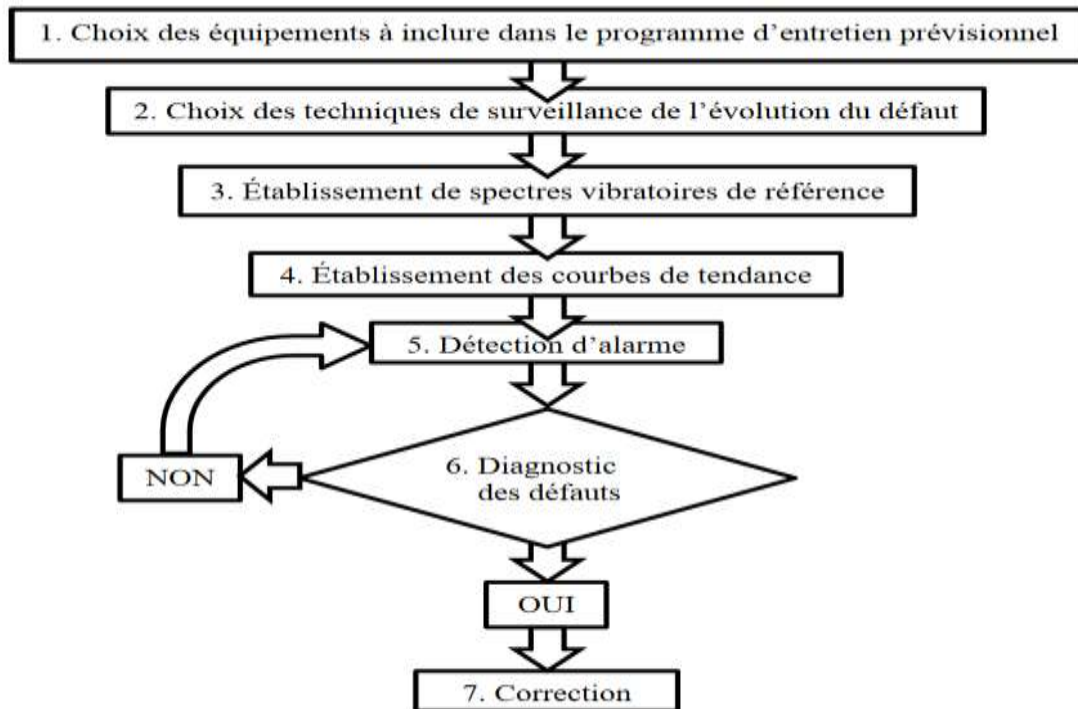 1. Choix des équipements à inclure dans le programme d’entretien prévisionnel
2. Choix des techniques de surveillance de l’évolution du défaut
3. Établissement de spectres vibratoires de référence
4. Établissement des courbes de tendance
5. Détection d’alarme
6. Diagnostic
des défauts
NON
OUI
7. Correction